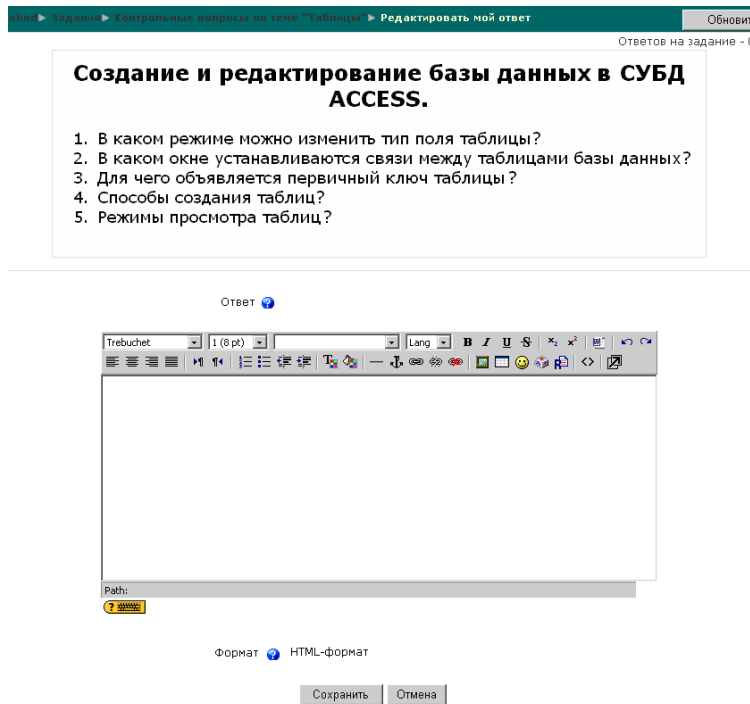 ohod ▶ Задания ▶ Контрольные вопросы по теме "Таблицы" ▶ Редактировать мой ответ
Обновит
Ответов на задание - 
Создание и редактирование базы данных в СУБД
ACCESS.
1. В каком режиме можно изменить тип поля таблицы?
2. В каком окне устанавливаются связи между таблицами базы данных?
3. Для чего объявляется первичный ключ таблицы?
4. Способы создания таблиц?
5. Режимы просмотра таблиц?
Ответ
Trebuchet 1 (8 pt) Lang B I U S x₂ x²
Path:
Формат HTML-формат
Сохранить Отмена